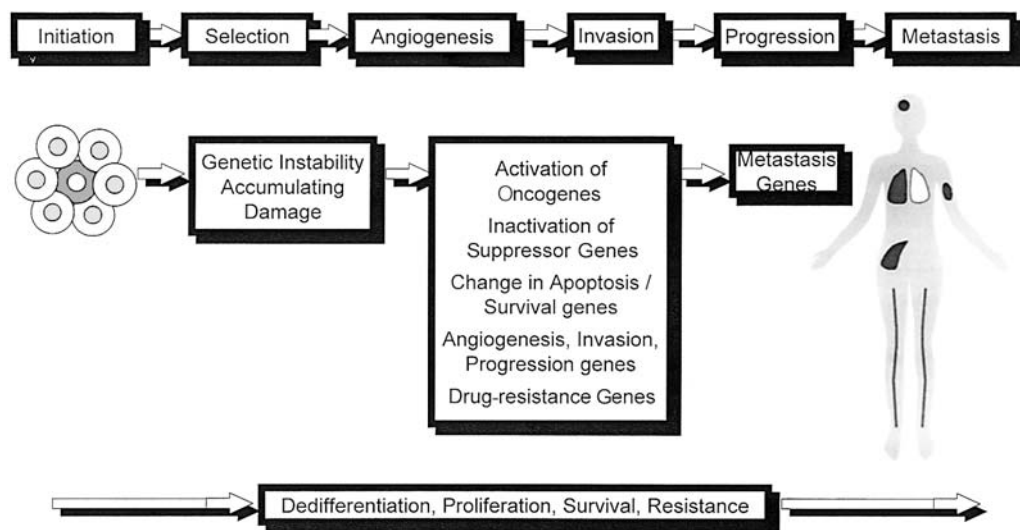 Initiation
Selection
Angiogenesis
Invasion
Progression
Metastasis
Genetic Instability
Accumulating
Damage
Activation of
Oncogenes
Inactivation of
Suppressor Genes
Change in Apoptosis /
Survival genes
Angiogenesis, Invasion,
Progression genes
Drug-resistance Genes
Metastasis
Genes
Dedifferentiation, Proliferation, Survival, Resistance